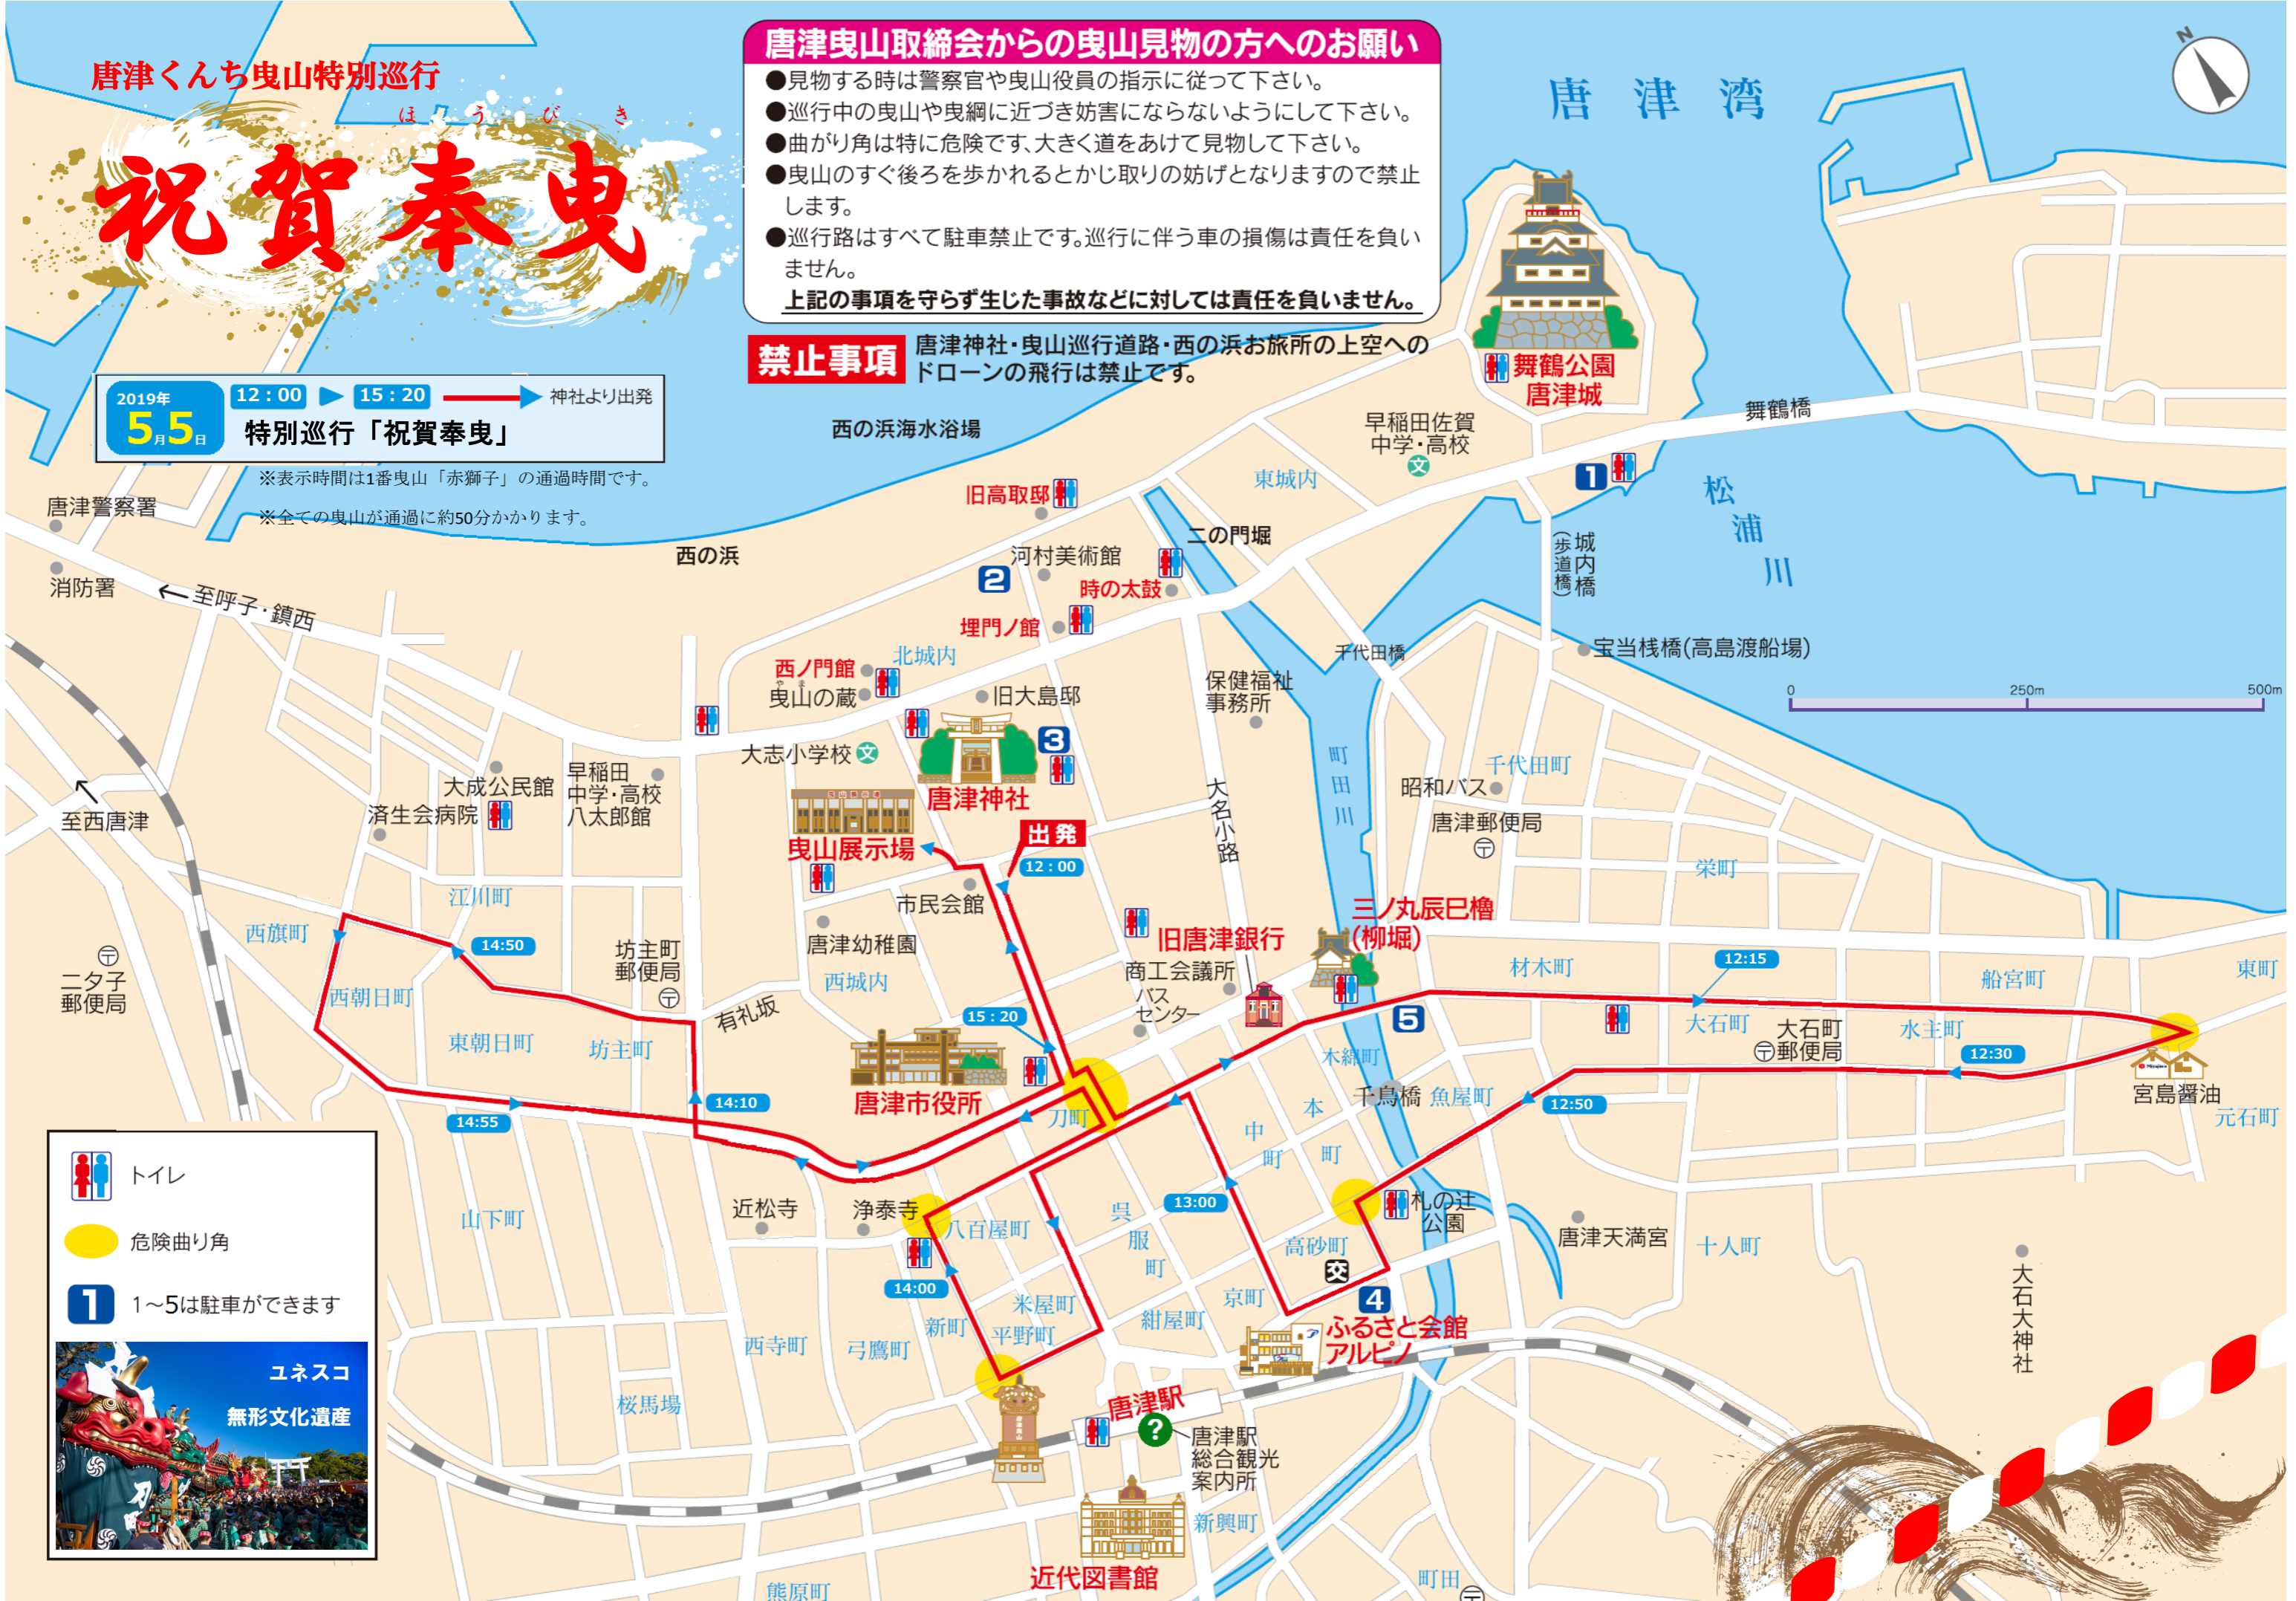 唐津くんち曳山特別巡行
ほうびき
祝賀奉曳
2019年
5月5日
12：00
15：20
神社より出発
特別巡行「祝賀奉曳」
※表示時間は1番曳山「赤獅子」の通過時間です。
※全ての曳山が通過に約50分かかります。
唐津曳山取締会からの曳山見物の方へのお願い
●見物する時は警察官や曳山役員の指示に従って下さい。
●巡行中の曳山や曳綱に近づき妨害にならないようにして下さい。
●曲がり角は特に危険です、大きく道をあけて見物して下さい。
●曳山のすぐ後ろを歩かれるとかじ取りの妨げとなりますので禁止
します。
●巡行路はすべて駐車禁止です。巡行に伴う車の損傷は責任を負い
ません。
上記の事項を守らず生じた事故などに対しては責任を負いません。
禁止事項
唐津神社・曳山巡行道路・西の浜お旅所の上空への
ドローンの飛行は禁止です。
N
唐津湾
舞鶴公園
唐津城
舞鶴橋
早稲田佐賀
中学・高校
文
西の浜海水浴場
東城内
1
松浦川
旧高取邸
二の門堀
城内橋
(歩道橋)
唐津警察署
消防署
←至呼子・鎮西
西の浜
河村美術館
2
時の太鼓
埋門ノ館
千代田橋
宝当桟橋(高島渡船場)
0
250m
500m
北城内
西ノ門館
やま
曳山の蔵
旧大島邸
保健福祉
事務所
大志小学校
文
3
唐津神社
町田川
千代田町
昭和バス
唐津郵便局
大名小路
栄町
至西唐津
大成公民館
済生会病院
早稲田
中学・高校
八太郎館
曳山展示場
曳山展示場
出発
12：00
市民会館
唐津幼稚園
西城内
江川町
西旗町
14:50
坊主町
郵便局
二タ子
郵便局
西朝日町
東朝日町
坊主町
有礼坂
旧唐津銀行
商工会議所
バス
センター
三ノ丸辰巳櫓
(柳堀)
材木町
12:15
船宮町
東町
15：20
5
大石町
大石町
郵便局
水主町
12:30
宮島醤油
元石町
唐津市役所
木綿町
千鳥橋
魚屋町
12:50
14:10
14:55
刀町
本町
中町
13:00
札の辻
公園
唐津天満宮
十人町
大石大神社
近松寺
浄泰寺
八百屋町
呉服町
高砂町
交
4
14:00
米屋町
平野町
新町
紺屋町
京町
ふるさと会館
アルピノ
山下町
西寺町
弓鷹町
桜馬場
唐津曳山
唐津駅
?
唐津駅
総合観光
案内所
新興町
近代図書館
熊原町
町田
トイレ
危険曲り角
1
1～5は駐車ができます
ユネスコ
無形文化遺産
刀町